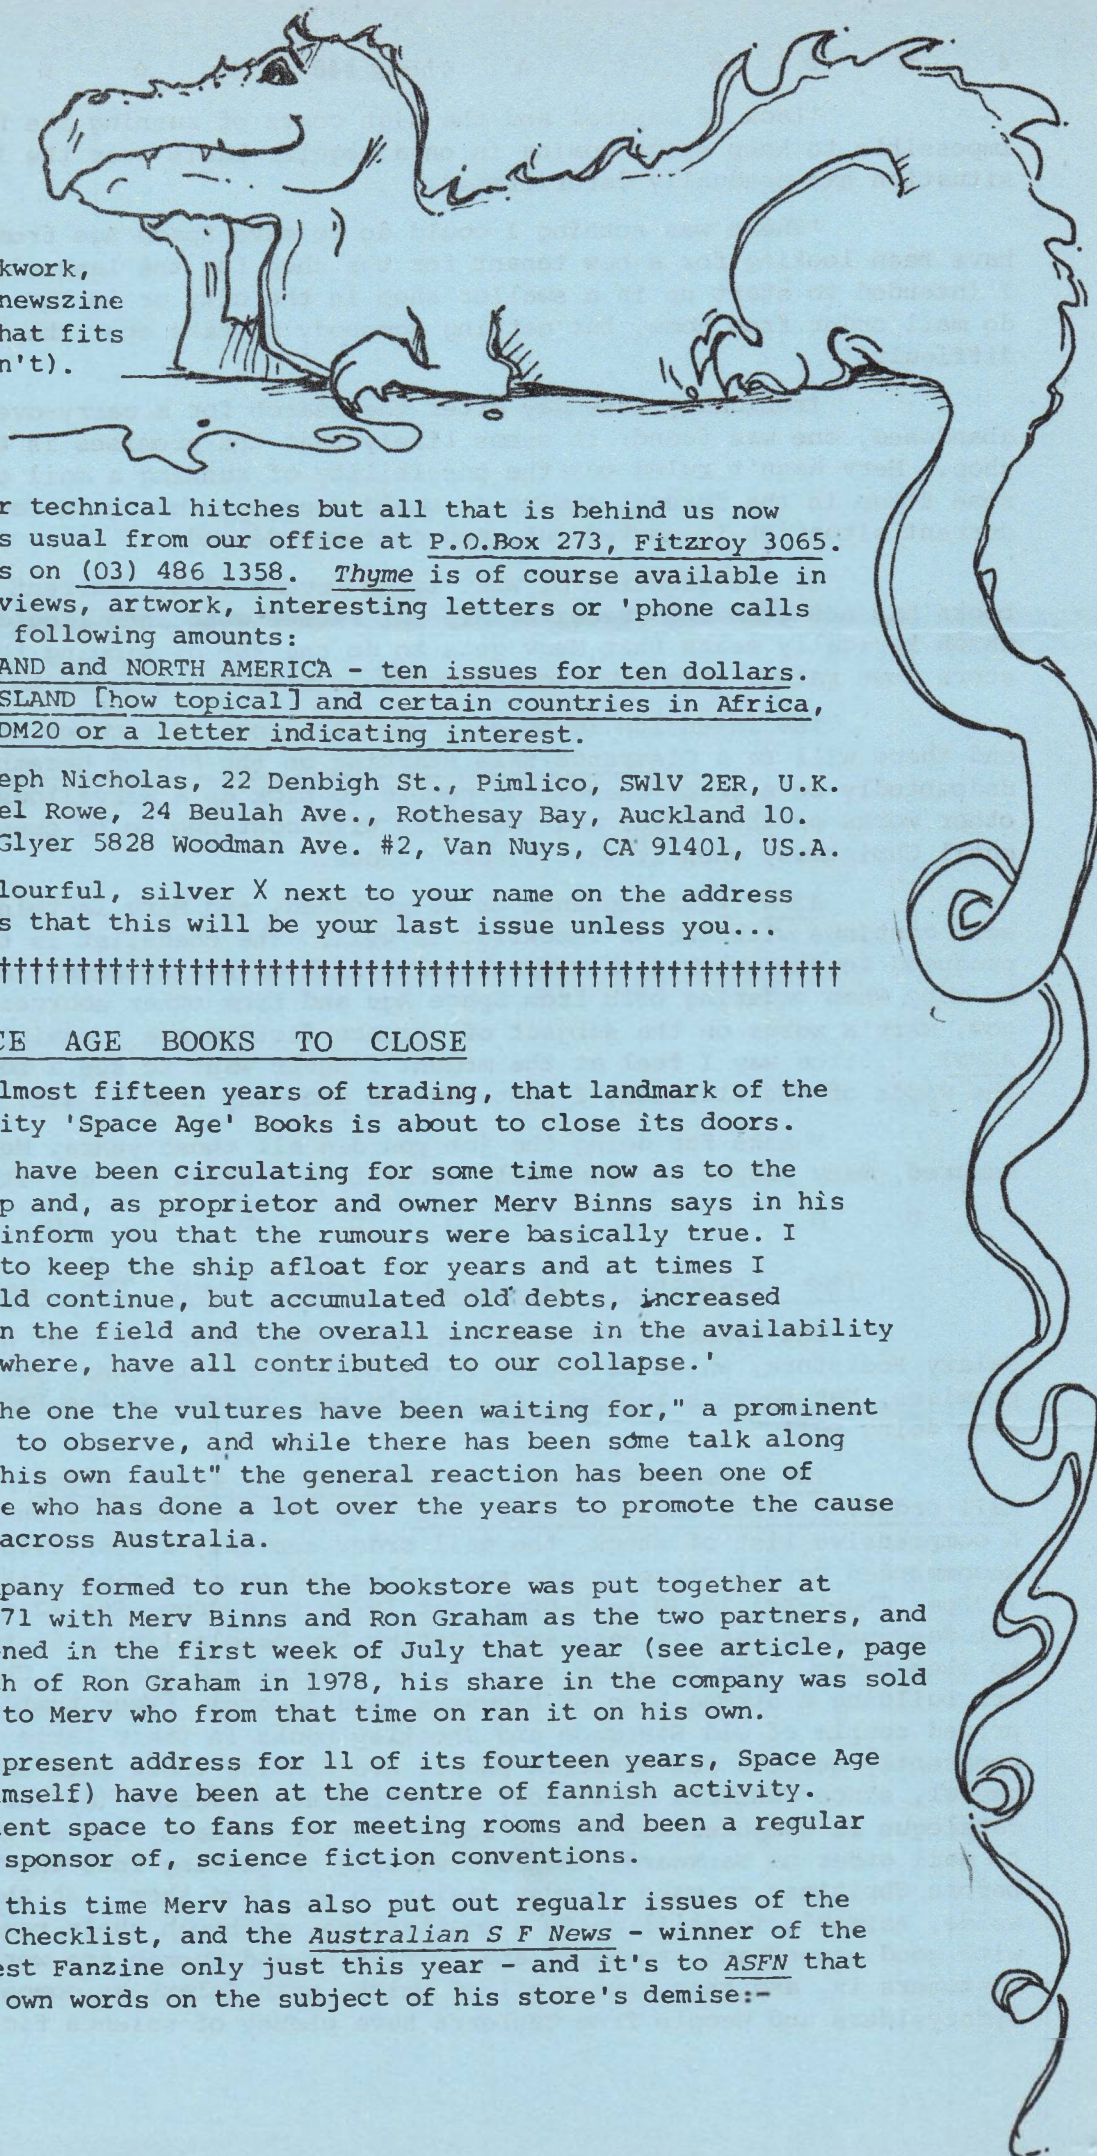 kwork,
newszine
hat fits
n't).
r technical hitches but all that is behind us now
s usual from our office at P.O.Box 273, Fitzroy 3065.
s on (03) 486 1358. Thyme is of course available in
views, artwork, interesting letters or 'phone calls
following amounts:
AND and NORTH AMERICA - ten issues for ten dollars.
SLAND [how topical] and certain countries in Africa,
DM20 or a letter indicating interest.
eph Nicholas, 22 Denbigh St., Pimlico, SW1V 2ER, U.K.
el Rowe, 24 Beulah Ave., Rothesay Bay, Auckland 10.
Glyer 5828 Woodman Ave. #2, Van Nuys, CA 91401, US.A.
lourful, silver X next to your name on the address
s that this will be your last issue unless you...
CE AGE BOOKS TO CLOSE
lmost fifteen years of trading, that landmark of the
ity 'Space Age' Books is about to close its doors.
have been circulating for some time now as to the
p and, as proprietor and owner Merv Binns says in his
inform you that the rumours were basically true. I
to keep the ship afloat for years and at times I
ld continue, but accumulated old debts, increased
n the field and the overall increase in the availability
where, have all contributed to our collapse.'
he one the vultures have been waiting for," a prominent
to observe, and while there has been some talk along
his own fault" the general reaction has been one of
e who has done a lot over the years to promote the cause
across Australia.
pany formed to run the bookstore was put together at
71 with Merv Binns and Ron Graham as the two partners, and
ned in the first week of July that year (see article, page
h of Ron Graham in 1978, his share in the company was sold
to Merv who from that time on ran it on his own.
present address for 11 of its fourteen years, Space Age
imself) have been at the centre of fannish activity.
lent space to fans for meeting rooms and been a regular
sponsor of, science fiction conventions.
this time Merv has also put out regualr issues of the
Checklist, and the Australian S F News - winner of the
est Fanzine only just this year - and it's to ASFN that
own words on the subject of his store's demise:-